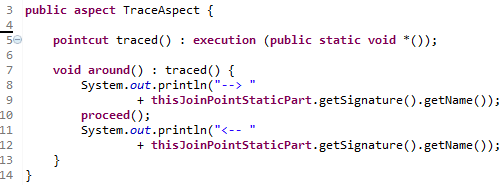 3 public aspect TraceAspect {
4
5 pointcut traced() : execution (public static void *());
6
7 void around() : traced() {
8 System.out.println("--> "
9 + thisJoinPointStaticPart.getSignature().getName());
10 proceed();
11 System.out.println("<-- "
12 + thisJoinPointStaticPart.getSignature().getName());
13 }
14 }